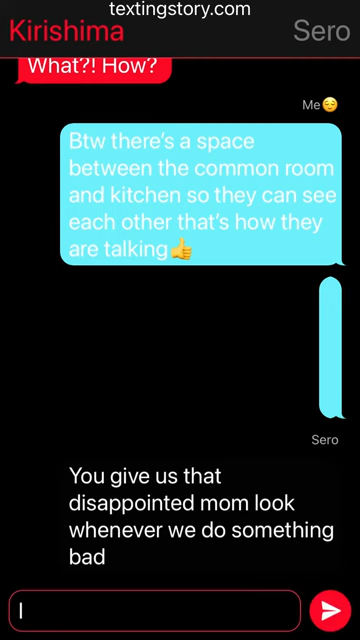 textingstory.com
Kirishima Sero
What?! How?
Me😌
Btw there's a space
between the common room
and kitchen so they can see
each other that's how they
are talking👍
Sero
You give us that
disappointed mom look
whenever we do something
bad